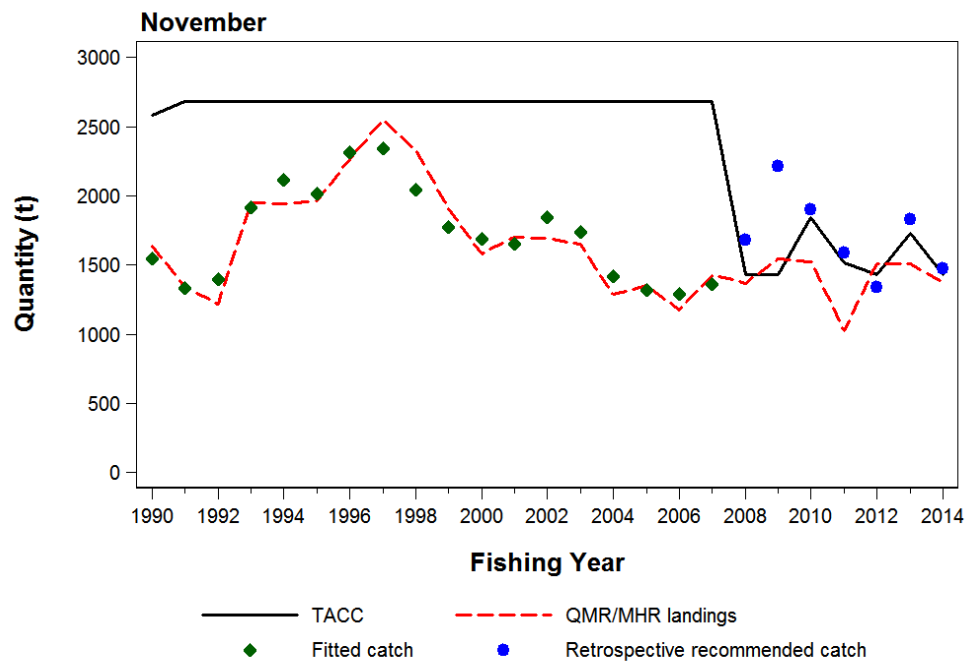 November
3000
2500
2000
1500
1000
500
0
Quantity (t)
1990 1992 1994 1996 1998 2000 2002 2004 2006 2008 2010 2012 2014
Fishing Year
TACC QMR/MHR landings
Fitted catch Retrospective recommended catch